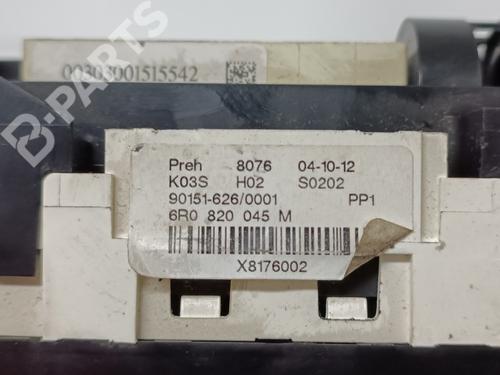 B-PARTS
00303001515542
Preh 8076 04-10-12
K03S H02 S0202
90151-626/0001 PP1
6R0 820 045 M
X8176002